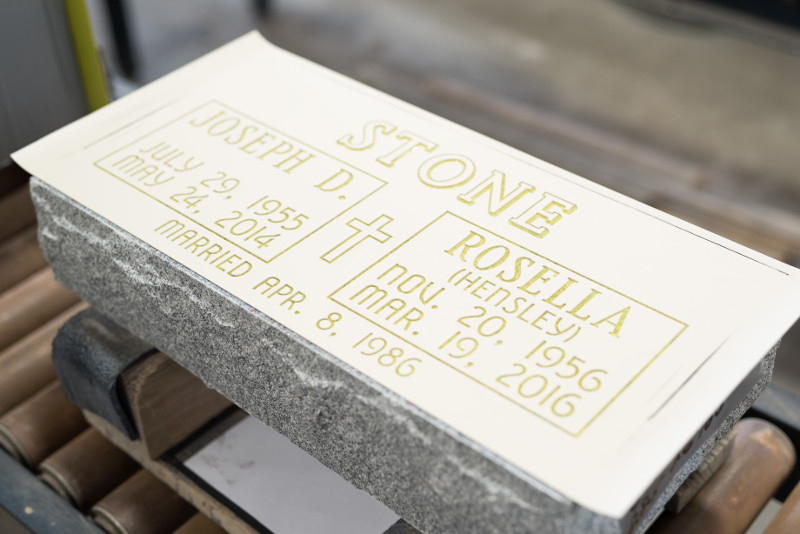 STONE
JOSEPH D.
JULY 29, 1955
MAY 24, 2014
ROSELLA
(HENSLEY)
NOV. 20, 1956
MAR. 19, 2016
MARRIED APR. 8, 1986